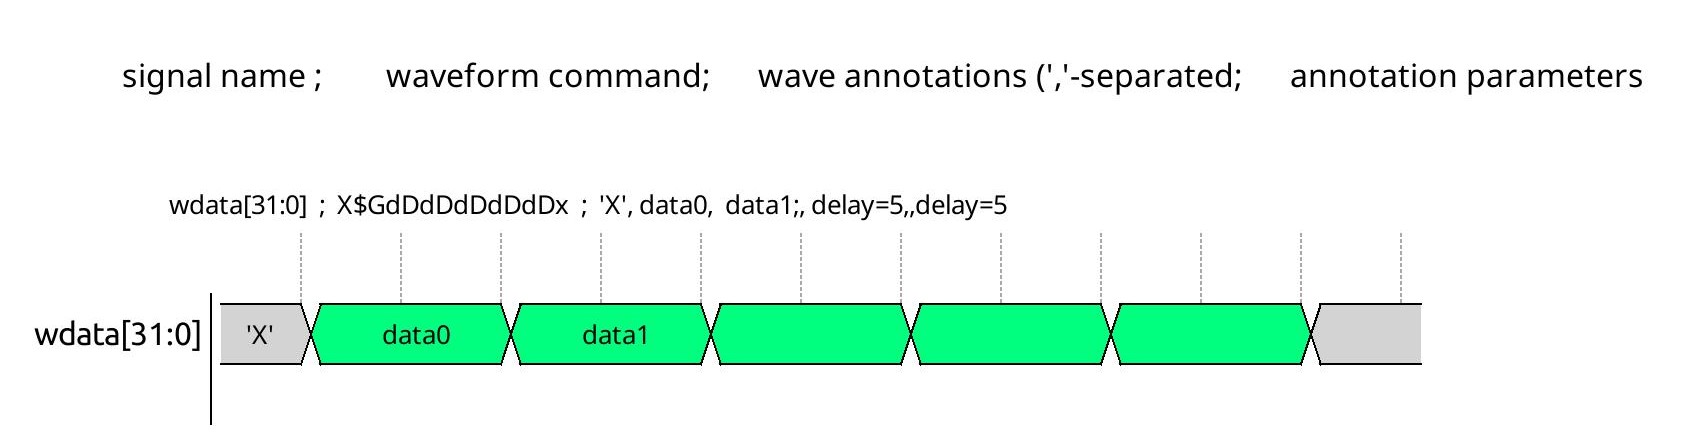 signal name ; waveform command; wave annotations (','-separated; annotation parameters
wdata[31:0] ; X$GdDdDdDdDdDx ; 'X', data0, data1;, delay=5,,delay=5
wdata[31:0] 'X' data0 data1